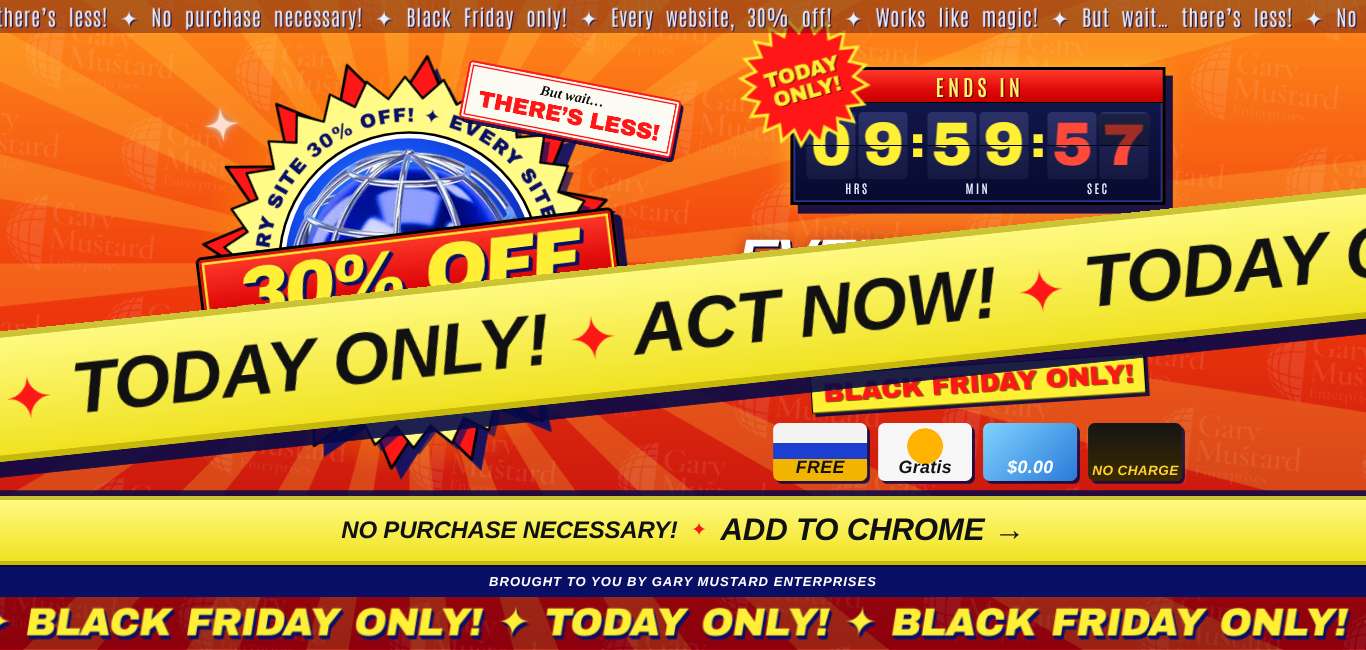 there's less! ✦ No purchase necessary! ✦ Black Friday only! ✦ Every website, 30% off! ✦ Works like magic! ✦ But wait… there's less! ✦ No
TODAY ONLY!
ENDS IN
09:59:57
HRS MIN SEC
But wait…
THERE'S LESS!
SITE 30% OFF! ✦ EVERY SITE
30% OFF
✦ TODAY ONLY! ✦ ACT NOW! ✦ TODAY
BLACK FRIDAY ONLY!
FREE
Gratis
$0.00
NO CHARGE
NO PURCHASE NECESSARY! ✦ ADD TO CHROME →
BROUGHT TO YOU BY GARY MUSTARD ENTERPRISES
✦ BLACK FRIDAY ONLY! ✦ TODAY ONLY! ✦ BLACK FRIDAY ONLY!
Gary
Mustard
Enterprises